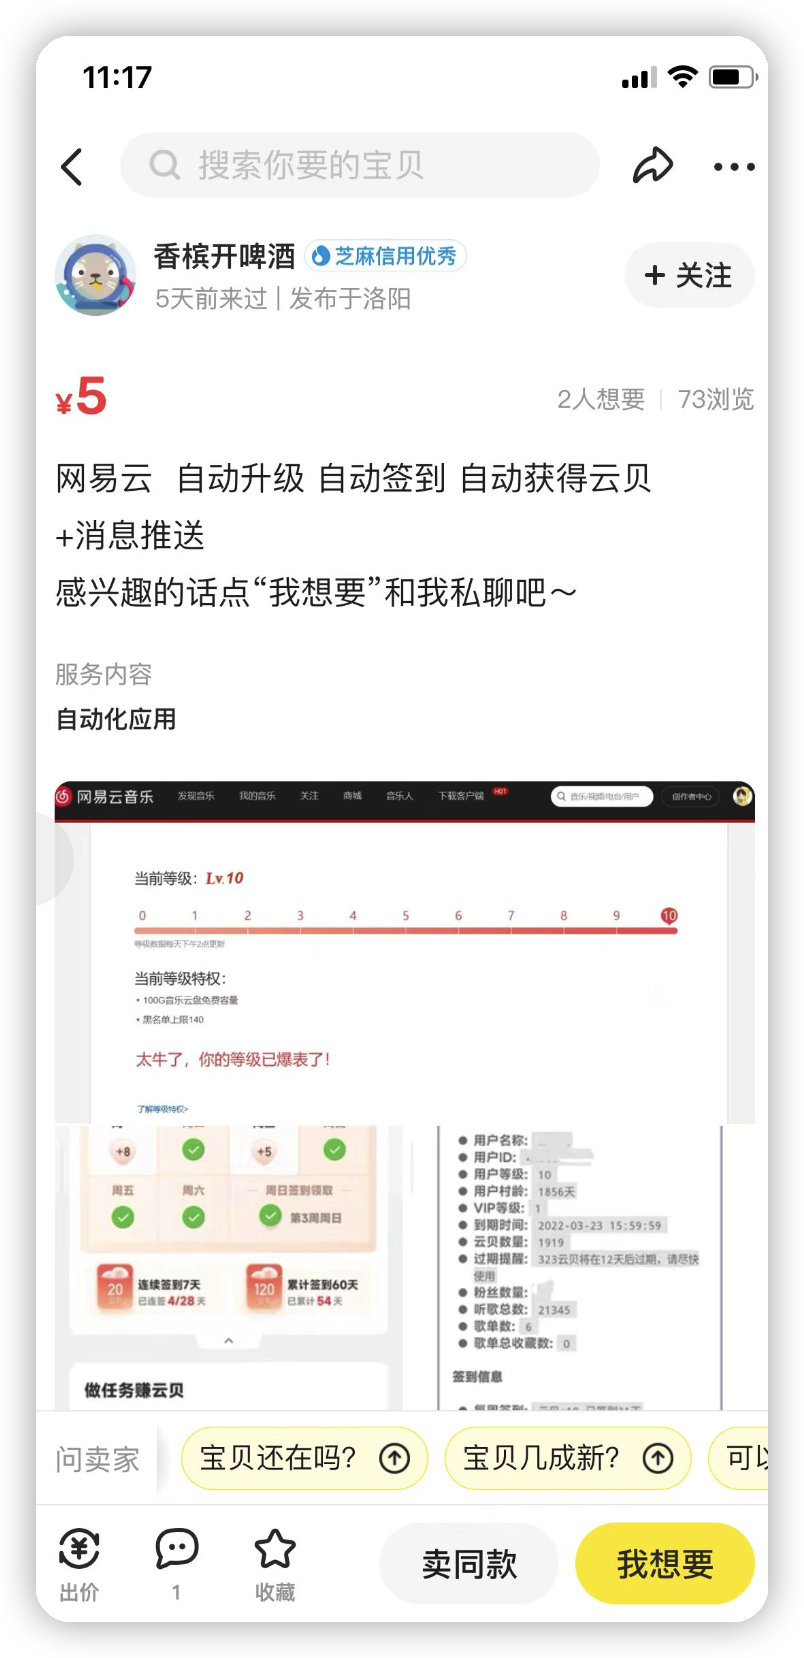 11:17
搜索你要的宝贝
香槟开啤酒 芝麻信用优秀
5天前来过 | 发布于洛阳
+ 关注
¥5
2人想要 | 73浏览
网易云 自动升级 自动签到 自动获得云贝
+消息推送
感兴趣的话点“我想要”和我私聊吧～
服务内容
自动化应用
网易云音乐 发现音乐 我的音乐 关注 商城 音乐人 下载客户端 HOT 音乐/视频/电台/用户 创作者中心
当前等级：Lv.10
0 1 2 3 4 5 6 7 8 9 10
等级数据每天下午2点更新
当前等级特权：
• 100G音乐云盘免费容量
• 黑名单上限140
太牛了，你的等级已爆表了！
了解等级特权>
+8 +5
周五 周六 周日签到领取
第3周周日
20 连续签到7天
已连签 4/28 天
120 累计签到60天
已累计 54 天
做任务赚云贝
● 用户名称:
● 用户ID:
● 用户等级: 10
● 用户村龄: 1856天
● VIP等级: 1
● 到期时间: 2022-03-23 15:59:59
● 云贝数量: 1919
● 过期提醒: 323云贝将在12天后过期，请尽快
使用
● 粉丝数量:
● 听歌总数: 21345
● 歌单数: 6
● 歌单总收藏数: 0
签到信息
问卖家 宝贝还在吗？ 宝贝几成新？ 可以
出价 1 收藏 卖同款 我想要